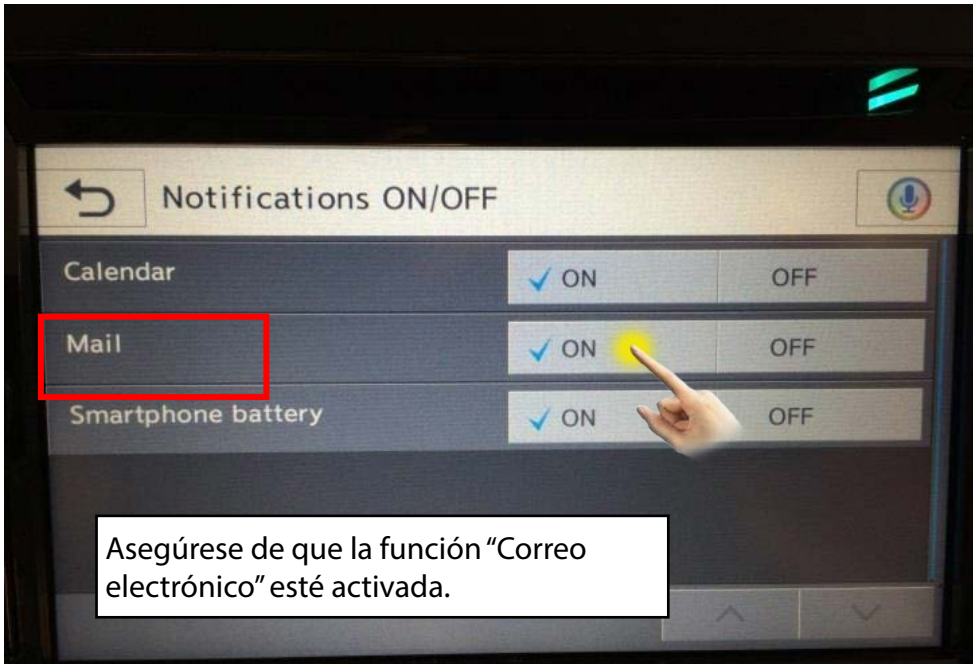 Notifications ON/OFF
Calendar
ON
OFF
Mail
ON
OFF
Smartphone battery
ON
OFF
Asegúrese de que la función “Correo
electrónico” esté activada.